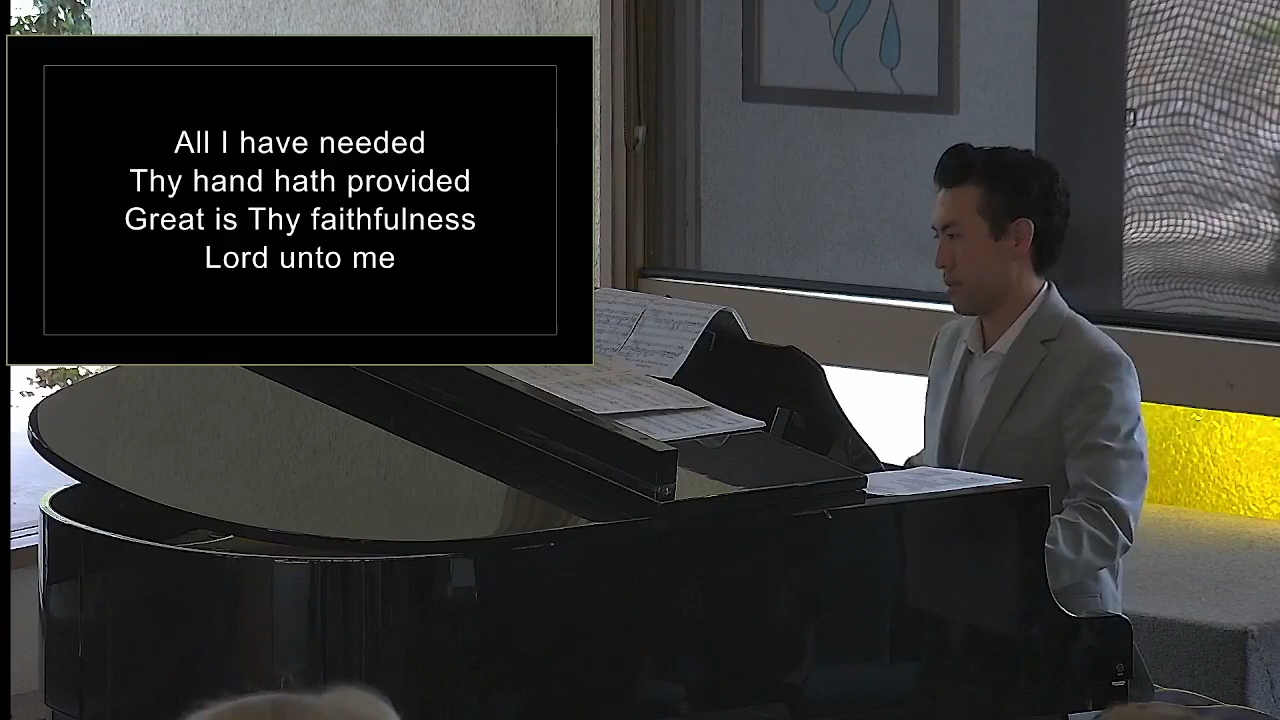 All I have needed
Thy hand hath provided
Great is Thy faithfulness
Lord unto me